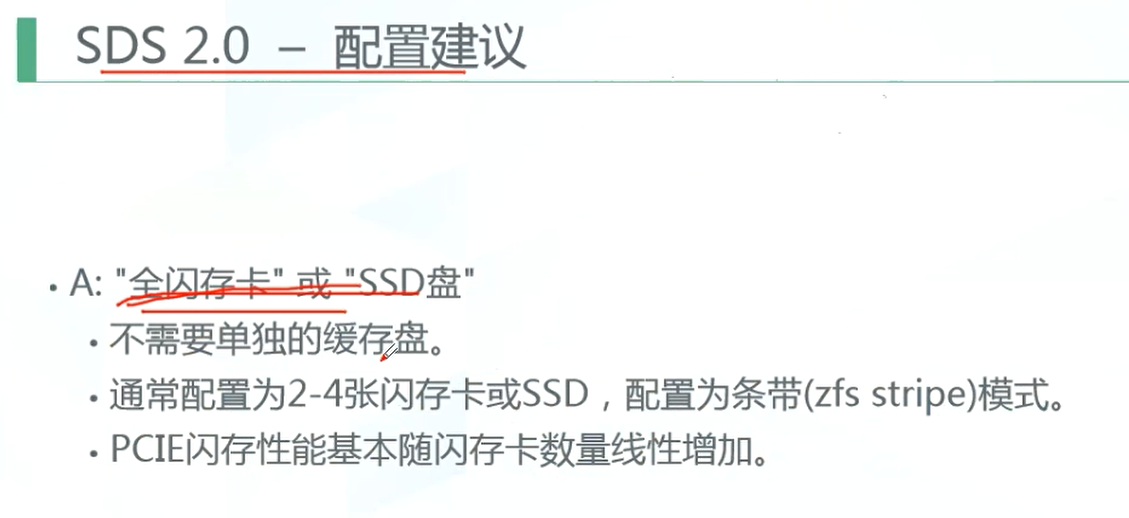 SDS 2.0 – 配置建议
• A: "全闪存卡" 或 "SSD盘"
• 不需要单独的缓存盘。
• 通常配置为2-4张闪存卡或SSD，配置为条带(zfs stripe)模式。
• PCIE闪存性能基本随闪存卡数量线性增加。